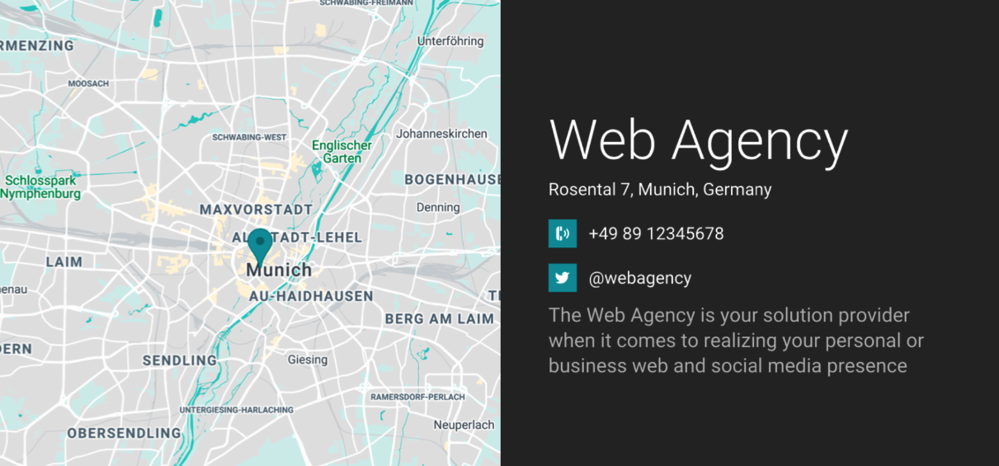 SCHWABING-FREIMANN
Unterföhring
RMENZING
MOOSACH
SCHWABING-WEST
Johanneskirchen
Englischer
Garten
Schlosspark
Nymphenburg
BOGENHAUSE
Denning
MAXVORSTADT
AL TADT-LEHEL
LAIM
Munich
enau
AU-HAIDHAUSEN
T
BERG AM LAIM
ERN
SENDLING
Giesing
RAMERSDORF-PERLACH
UNTERGIESING-HARLACHING
Neuperlach
OBERSENDLING
Web Agency
Rosental 7, Munich, Germany
+49 89 12345678
@webagency
The Web Agency is your solution provider
when it comes to realizing your personal or
business web and social media presence